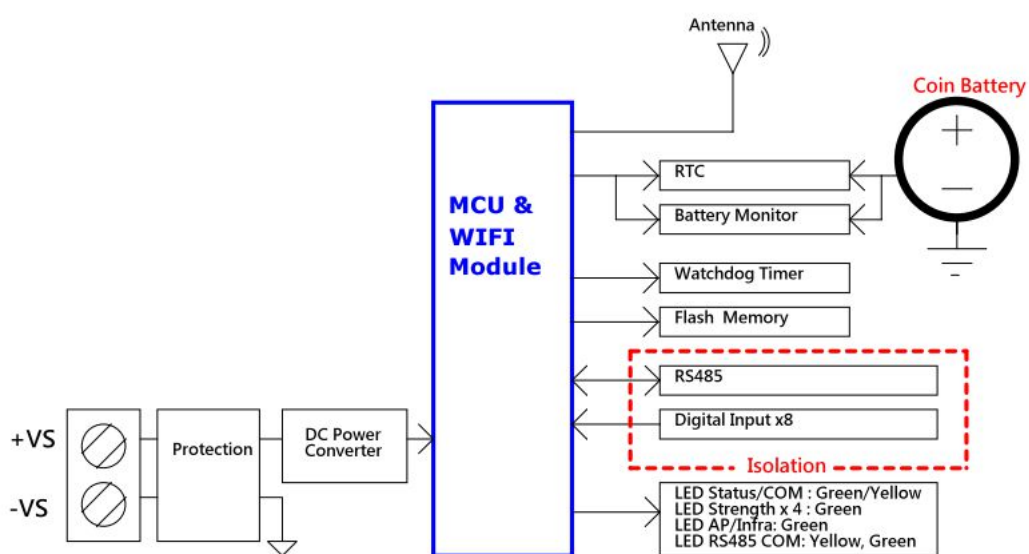 Antenna
Coin Battery
+
−
RTC
Battery Monitor
MCU &
WIFI
Module
Watchdog Timer
Flash Memory
RS485
Digital Input x8
Isolation
+VS
-VS
Protection
DC Power
Converter
LED Status/COM : Green/Yellow
LED Strength x 4 : Green
LED AP/Infra: Green
LED RS485 COM: Yellow, Green